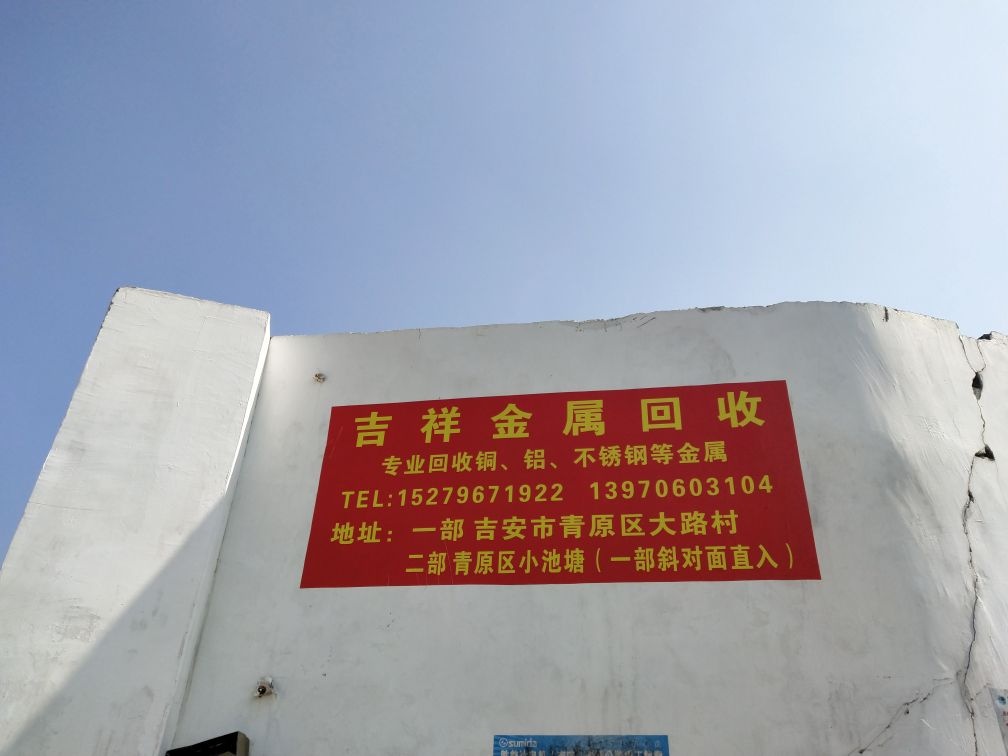 吉祥金属回收
专业回收铜、铝、不锈钢等金属
TEL:15279671922 13970603104
地址：一部 吉安市青原区大路村
二部 青原区小池塘（一部斜对面直入）
sumida